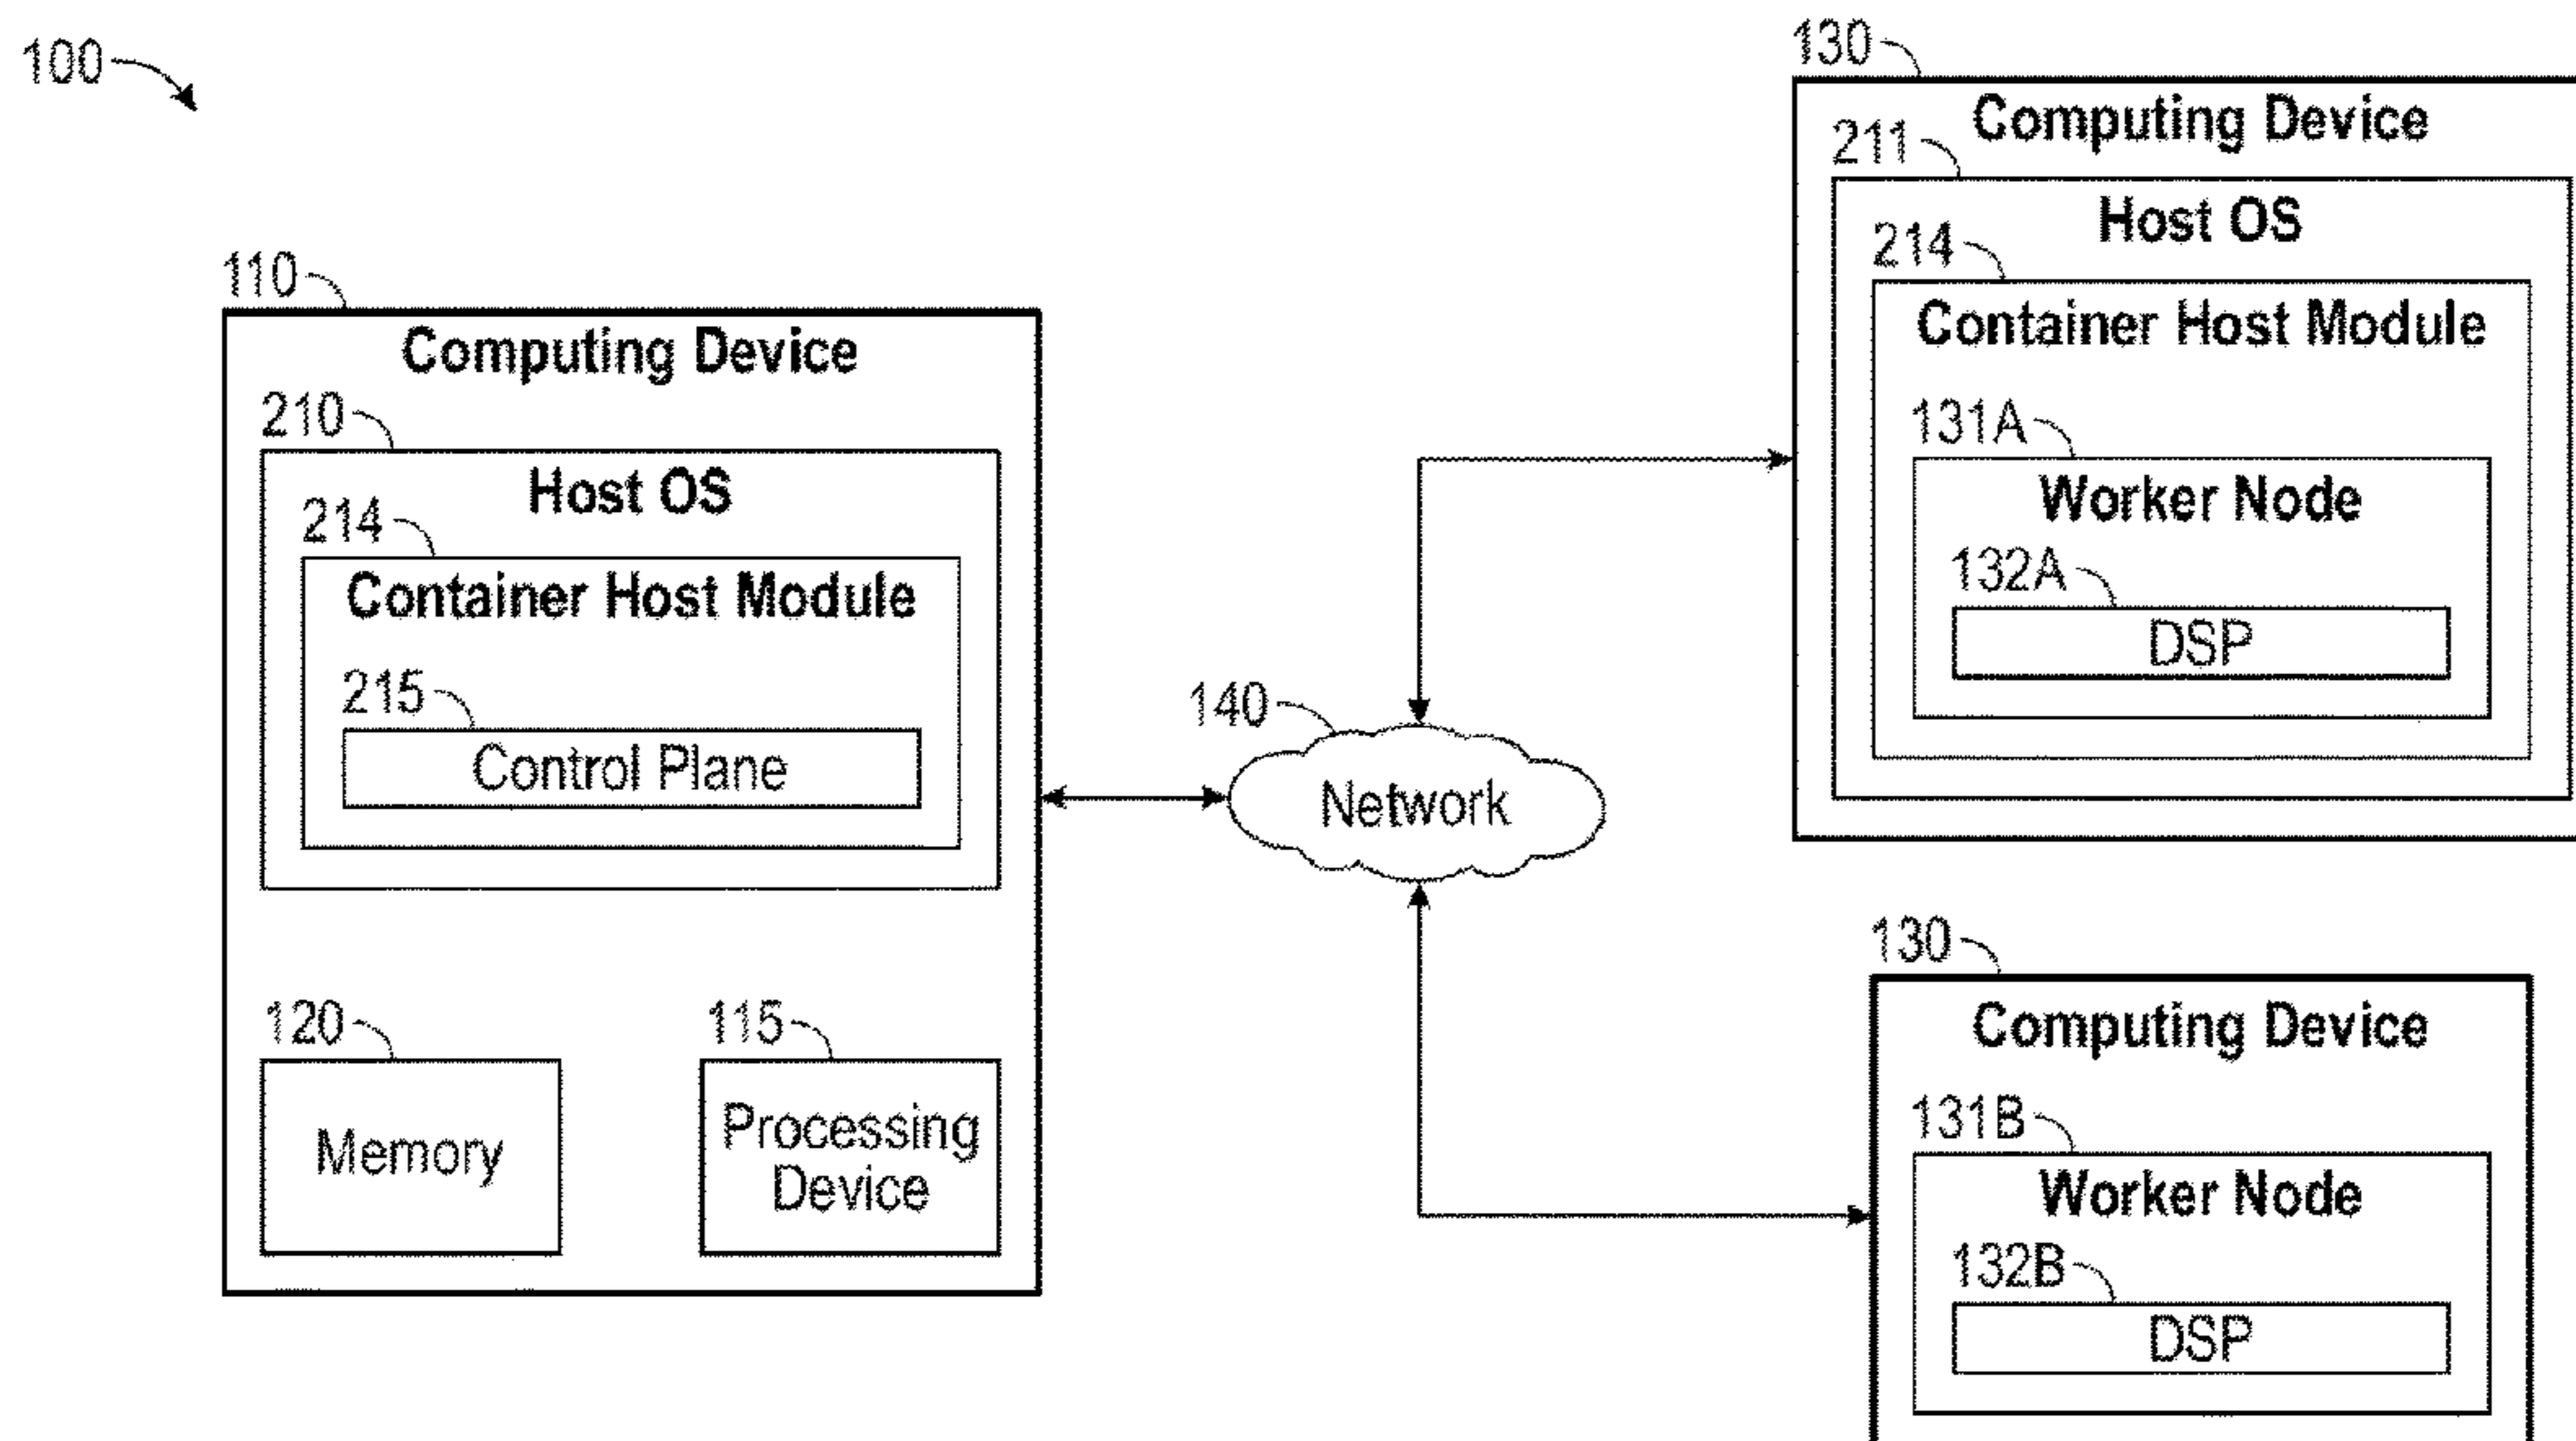 100
110
Computing Device
210
Host OS
214
Container Host Module
215
Control Plane
120
Memory
115
Processing
Device
140
Network
130
Computing Device
211
Host OS
214
Container Host Module
131A
Worker Node
132A
DSP
130
Computing Device
131B
Worker Node
132B
DSP